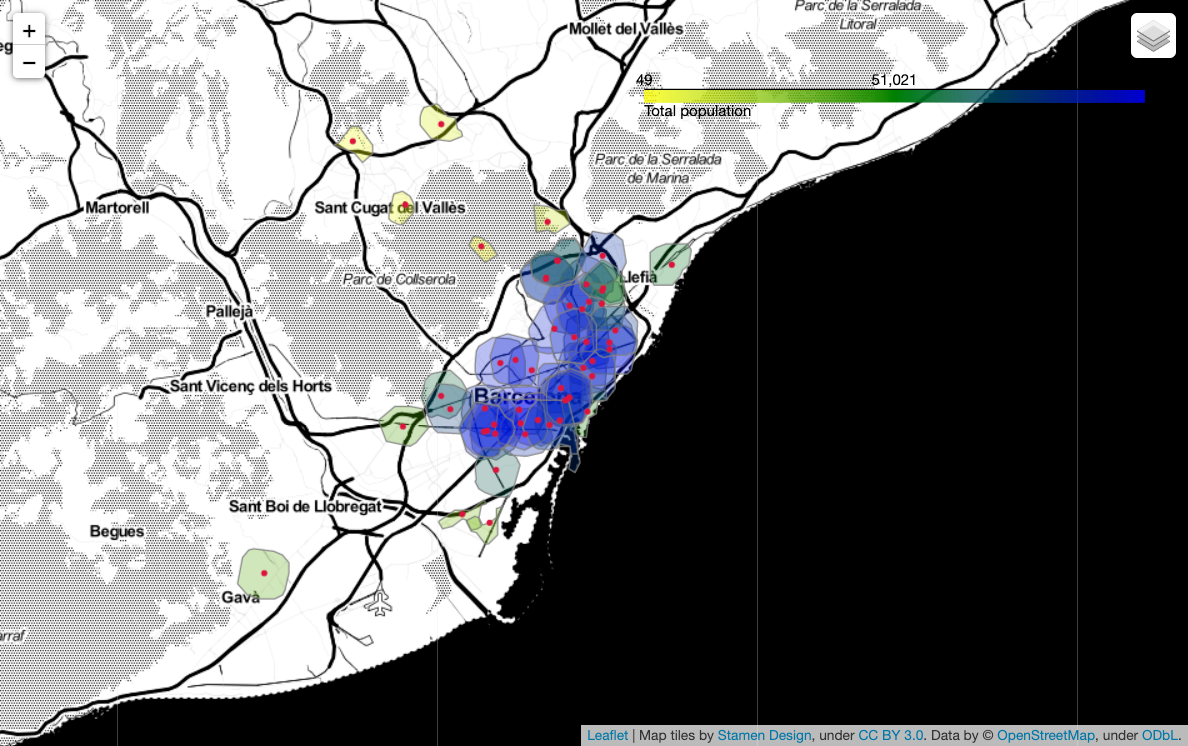 +
−
Parc de la Serralada
Litoral
Mollet del Vallès
49
51,021
Total population
Parc de la Serralada
de Marina
Martorell
Sant Cugat del Vallès
Parc de Collserola
Llefià
Pallejà
Sant Vicenç dels Horts
Sant Boi de Llobregat
Begues
Gavà
Leaflet | Map tiles by Stamen Design, under CC BY 3.0. Data by © OpenStreetMap, under ODbL.